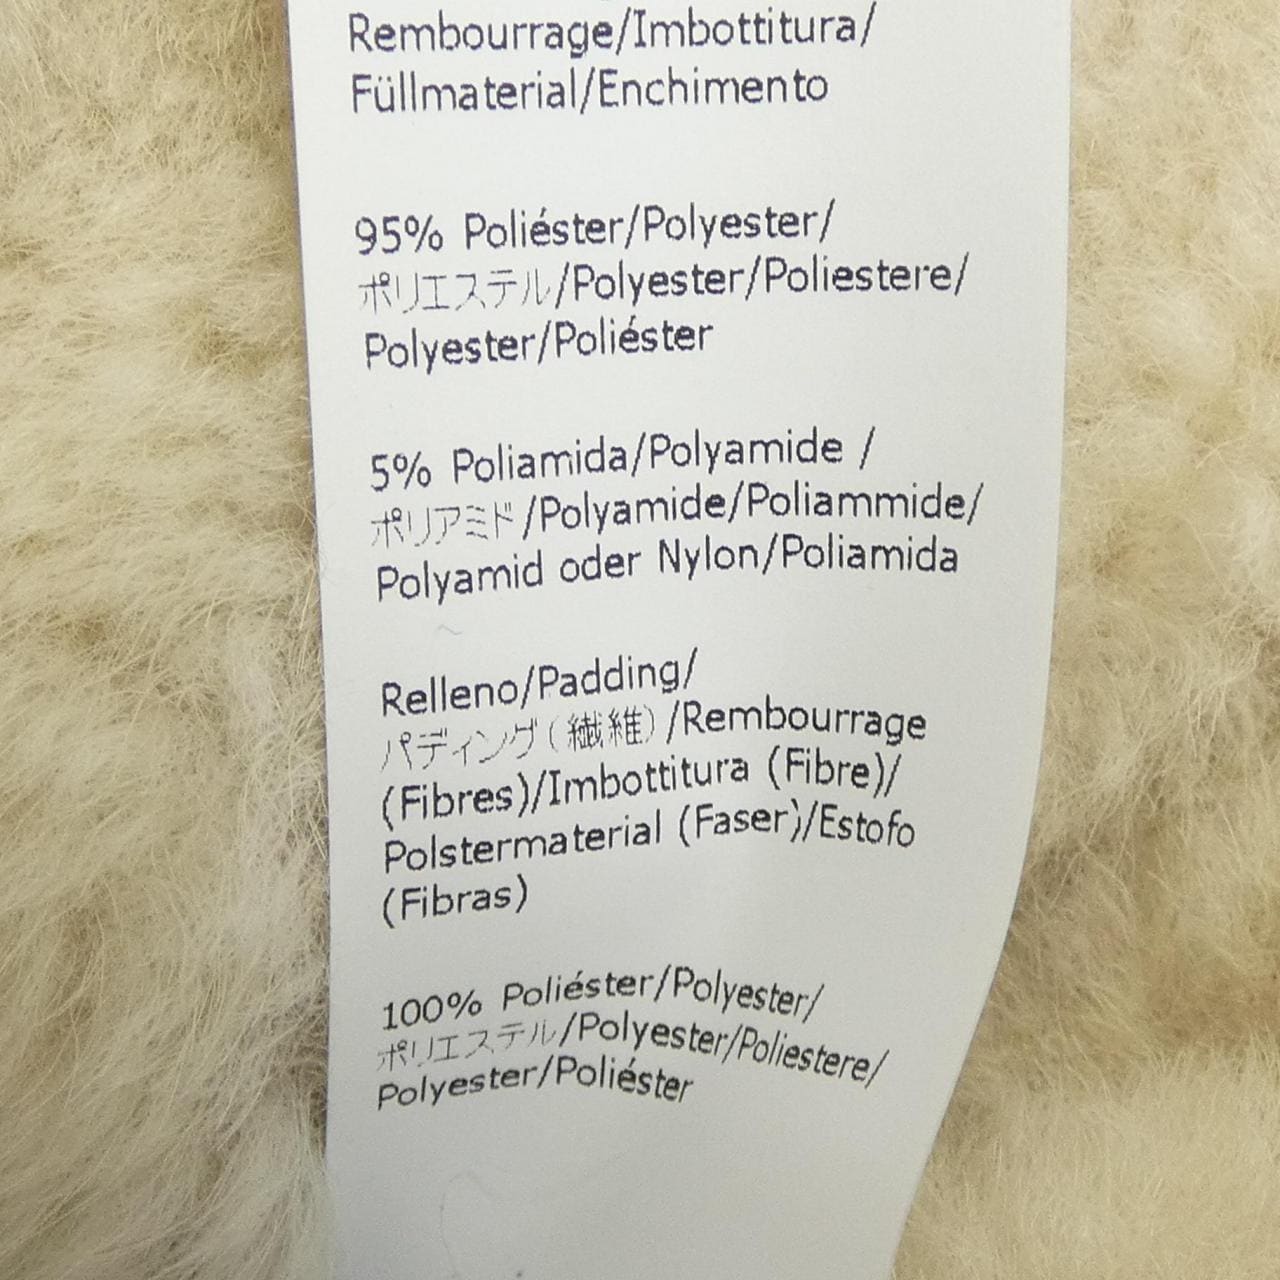 Rembourrage/Imbottitura/
Füllmaterial/Enchimento
95% Poliéster/Polyester/
ポリエステル/Polyester/Poliestere/
Polyester/Poliéster
5% Poliamida/Polyamide /
ポリアミド/Polyamide/Poliammide/
Polyamid oder Nylon/Poliamida
Relleno/Padding/
パディング(繊維)/Rembourrage
(Fibres)/Imbottitura (Fibre)/
Polstermaterial (Faser)/Estofo
(Fibras)
100% Poliéster/Polyester/
ポリエステル/Polyester/Poliestere/
Polyester/Poliéster